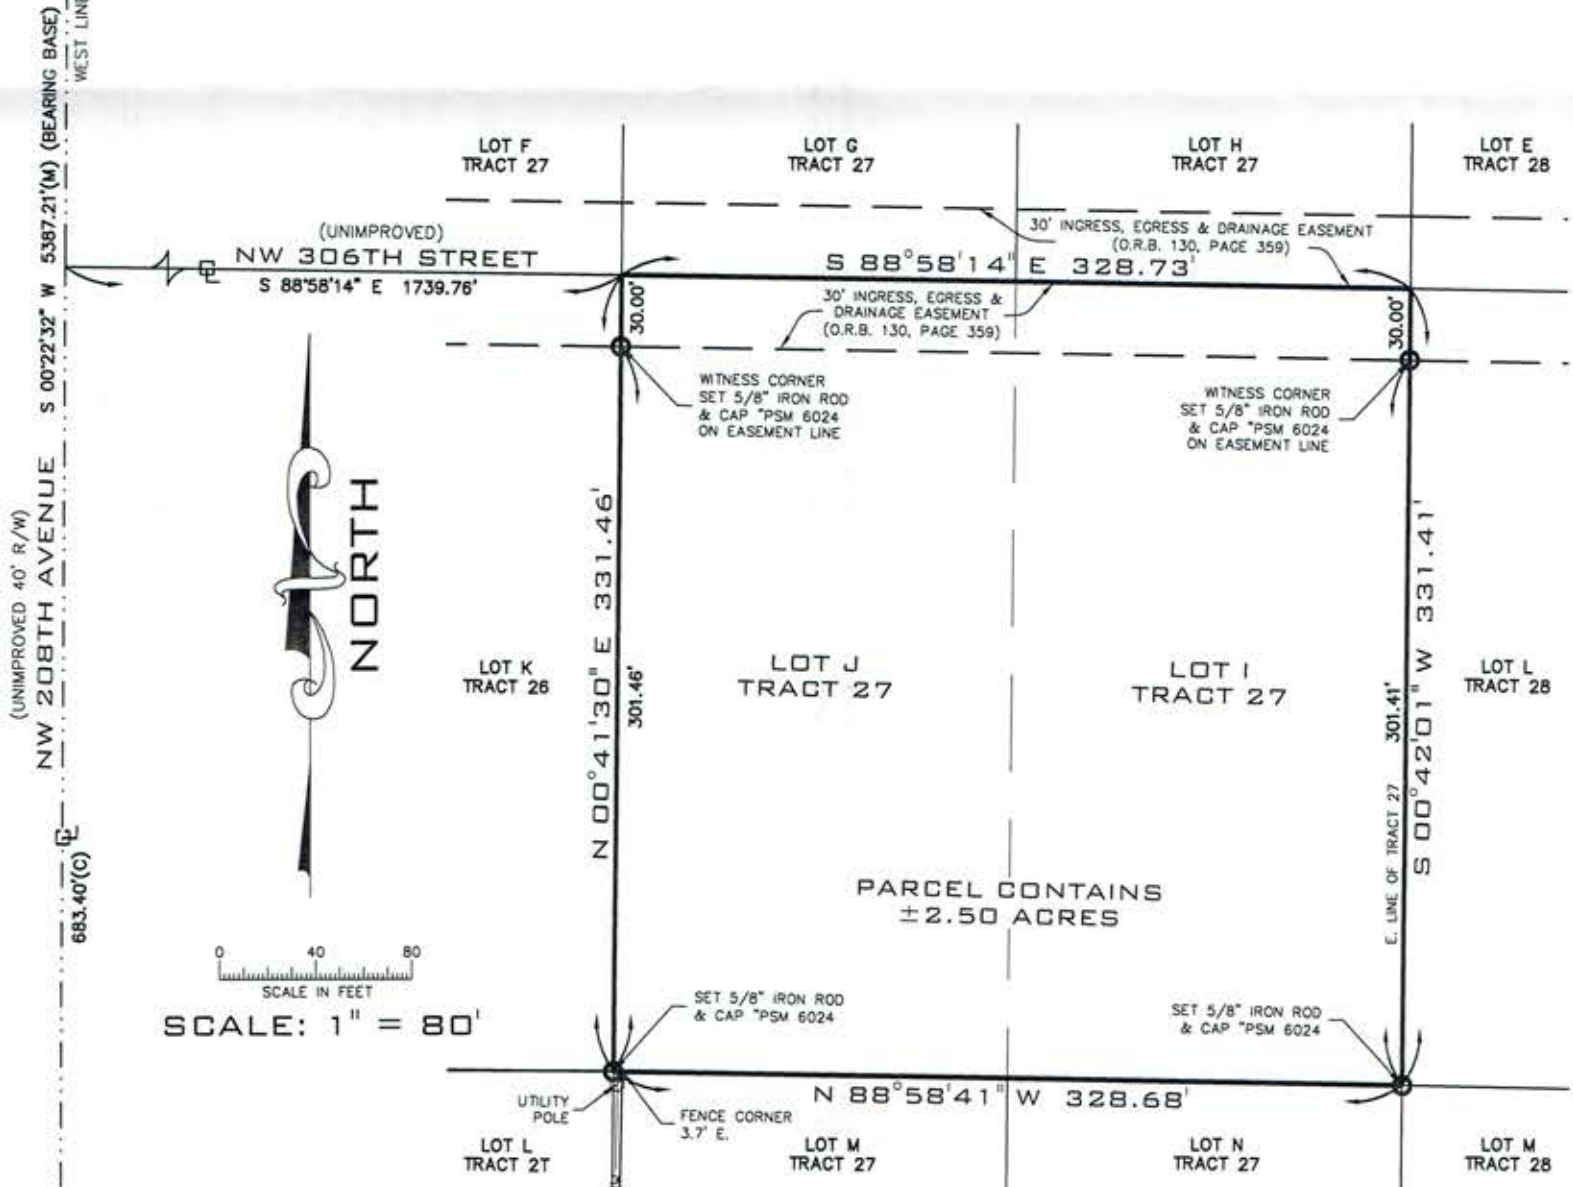 WEST LINE
S 00°22'32" W 5387.21'(M) (BEARING BASE)
LOT F
TRACT 27
LOT G
TRACT 27
LOT H
TRACT 27
LOT E
TRACT 28
(UNIMPROVED)
NW 306TH STREET
S 88°58'14" E 1739.76'
30' INGRESS, EGRESS & DRAINAGE EASEMENT
(O.R.B. 130, PAGE 359)
S 88°58'14" E 328.73'
30' INGRESS, EGRESS &
DRAINAGE EASEMENT
(O.R.B. 130, PAGE 359)
30.00'
30.00'
WITNESS CORNER
SET 5/8" IRON ROD
& CAP "PSM 6024
ON EASEMENT LINE
WITNESS CORNER
SET 5/8" IRON ROD
& CAP "PSM 6024
ON EASEMENT LINE
(UNIMPROVED 40' R/W)
NW 208TH AVENUE
NORTH
N 00°41'30" E 331.46'
301.46'
S 00°42'01" W 331.41'
301.41'
E. LINE OF TRACT 27
LOT K
TRACT 26
LOT J
TRACT 27
LOT I
TRACT 27
LOT L
TRACT 28
PARCEL CONTAINS
±2.50 ACRES
683.40'(C)
0 40 80
SCALE IN FEET
SCALE: 1" = 80'
SET 5/8" IRON ROD
& CAP "PSM 6024
SET 5/8" IRON ROD
& CAP "PSM 6024
N 88°58'41" W 328.68'
UTILITY
POLE
FENCE CORNER
3.7' E.
LOT L
TRACT 2T
LOT M
TRACT 27
LOT N
TRACT 27
LOT M
TRACT 28